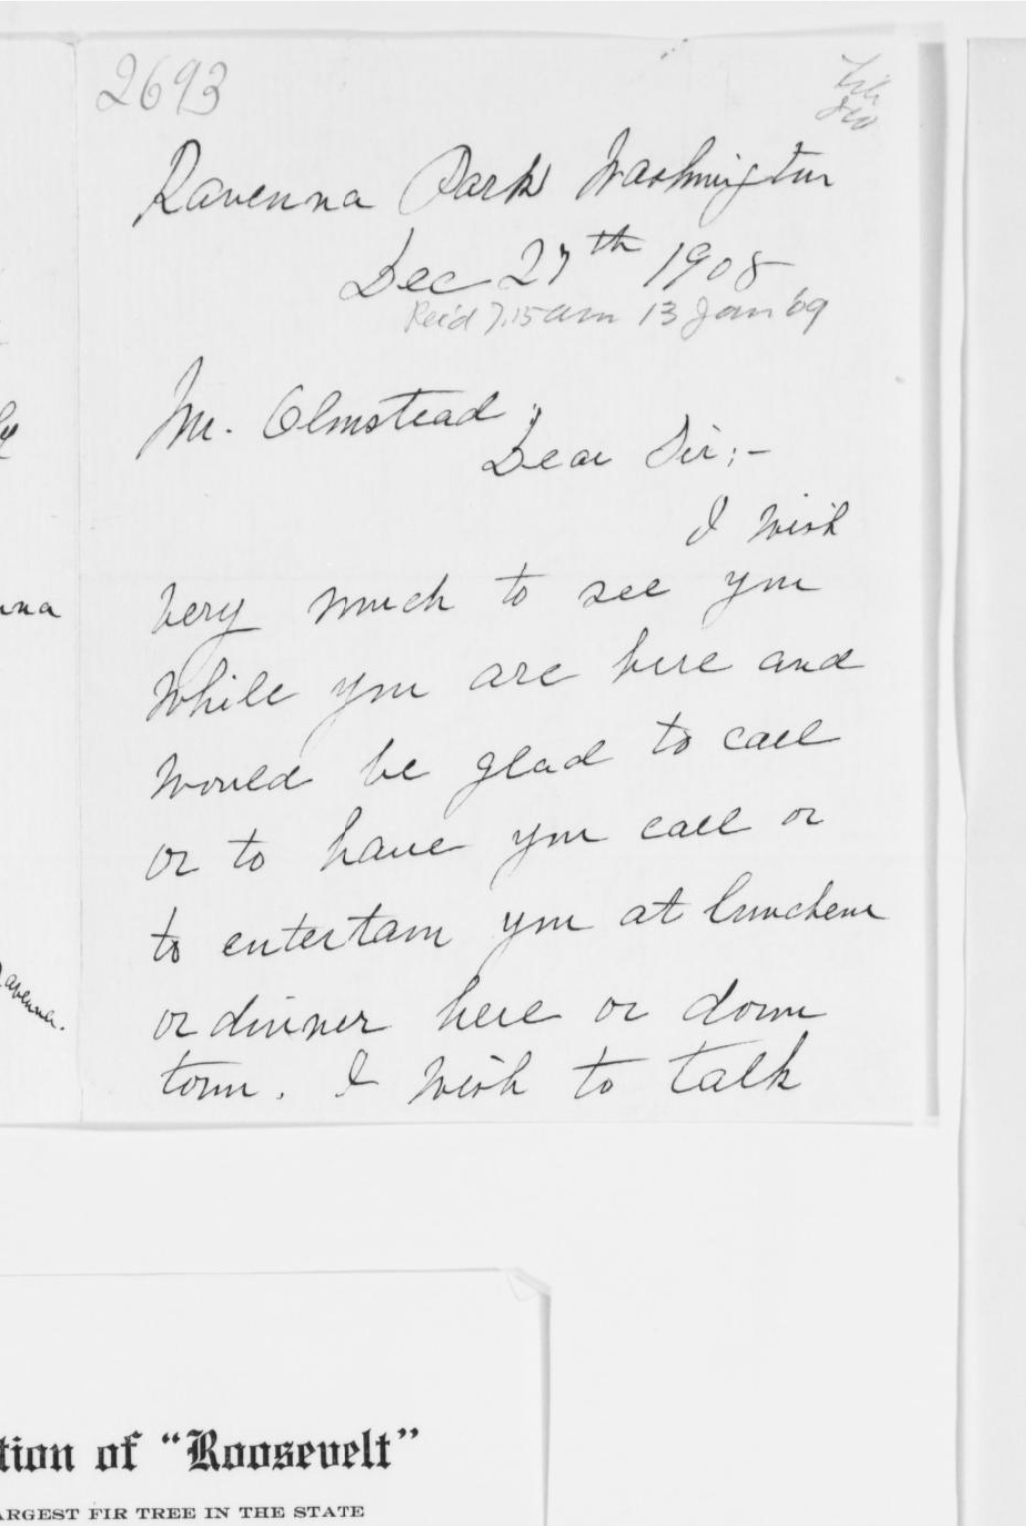 2693
Ravenna Park Washington
Dec 27th 1908
Rec'd 7.15 am 13 Jan '09
Mr. Olmstead,
Dear Sir:-
I wish
very much to see you
while you are here and
would be glad to call
or to have you call or
to entertain you at luncheon
or dinner here or down
town. I wish to talk
nna
avenna.
tion of "Roosevelt"
ARGEST FIR TREE IN THE STATE